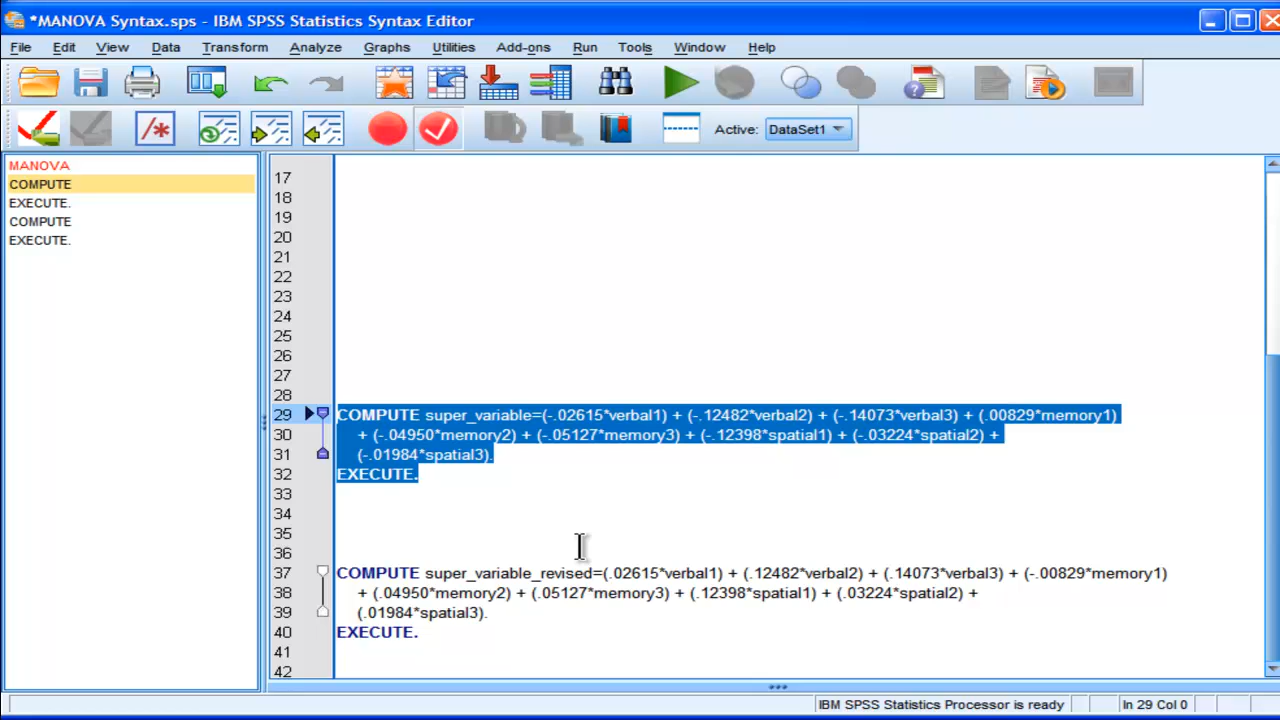 *MANOVA Syntax.sps - IBM SPSS Statistics Syntax Editor
File Edit View Data Transform Analyze Graphs Utilities Add-ons Run Tools Window Help
/*
Active: DataSet1
MANOVA
COMPUTE
EXECUTE.
COMPUTE
EXECUTE.
17
18
19
20
21
22
23
24
25
26
27
28
29 COMPUTE super_variable=(-.02615*verbal1) + (-.12482*verbal2) + (-.14073*verbal3) + (.00829*memory1)
30 + (-.04950*memory2) + (-.05127*memory3) + (-.12398*spatial1) + (-.03224*spatial2) +
31 (-.01984*spatial3).
32 EXECUTE.
33
34
35
36
37 COMPUTE super_variable_revised=(.02615*verbal1) + (.12482*verbal2) + (.14073*verbal3) + (-.00829*memory1)
38 + (.04950*memory2) + (.05127*memory3) + (.12398*spatial1) + (.03224*spatial2) +
39 (.01984*spatial3).
40 EXECUTE.
41
42
IBM SPSS Statistics Processor is ready In 29 Col 0